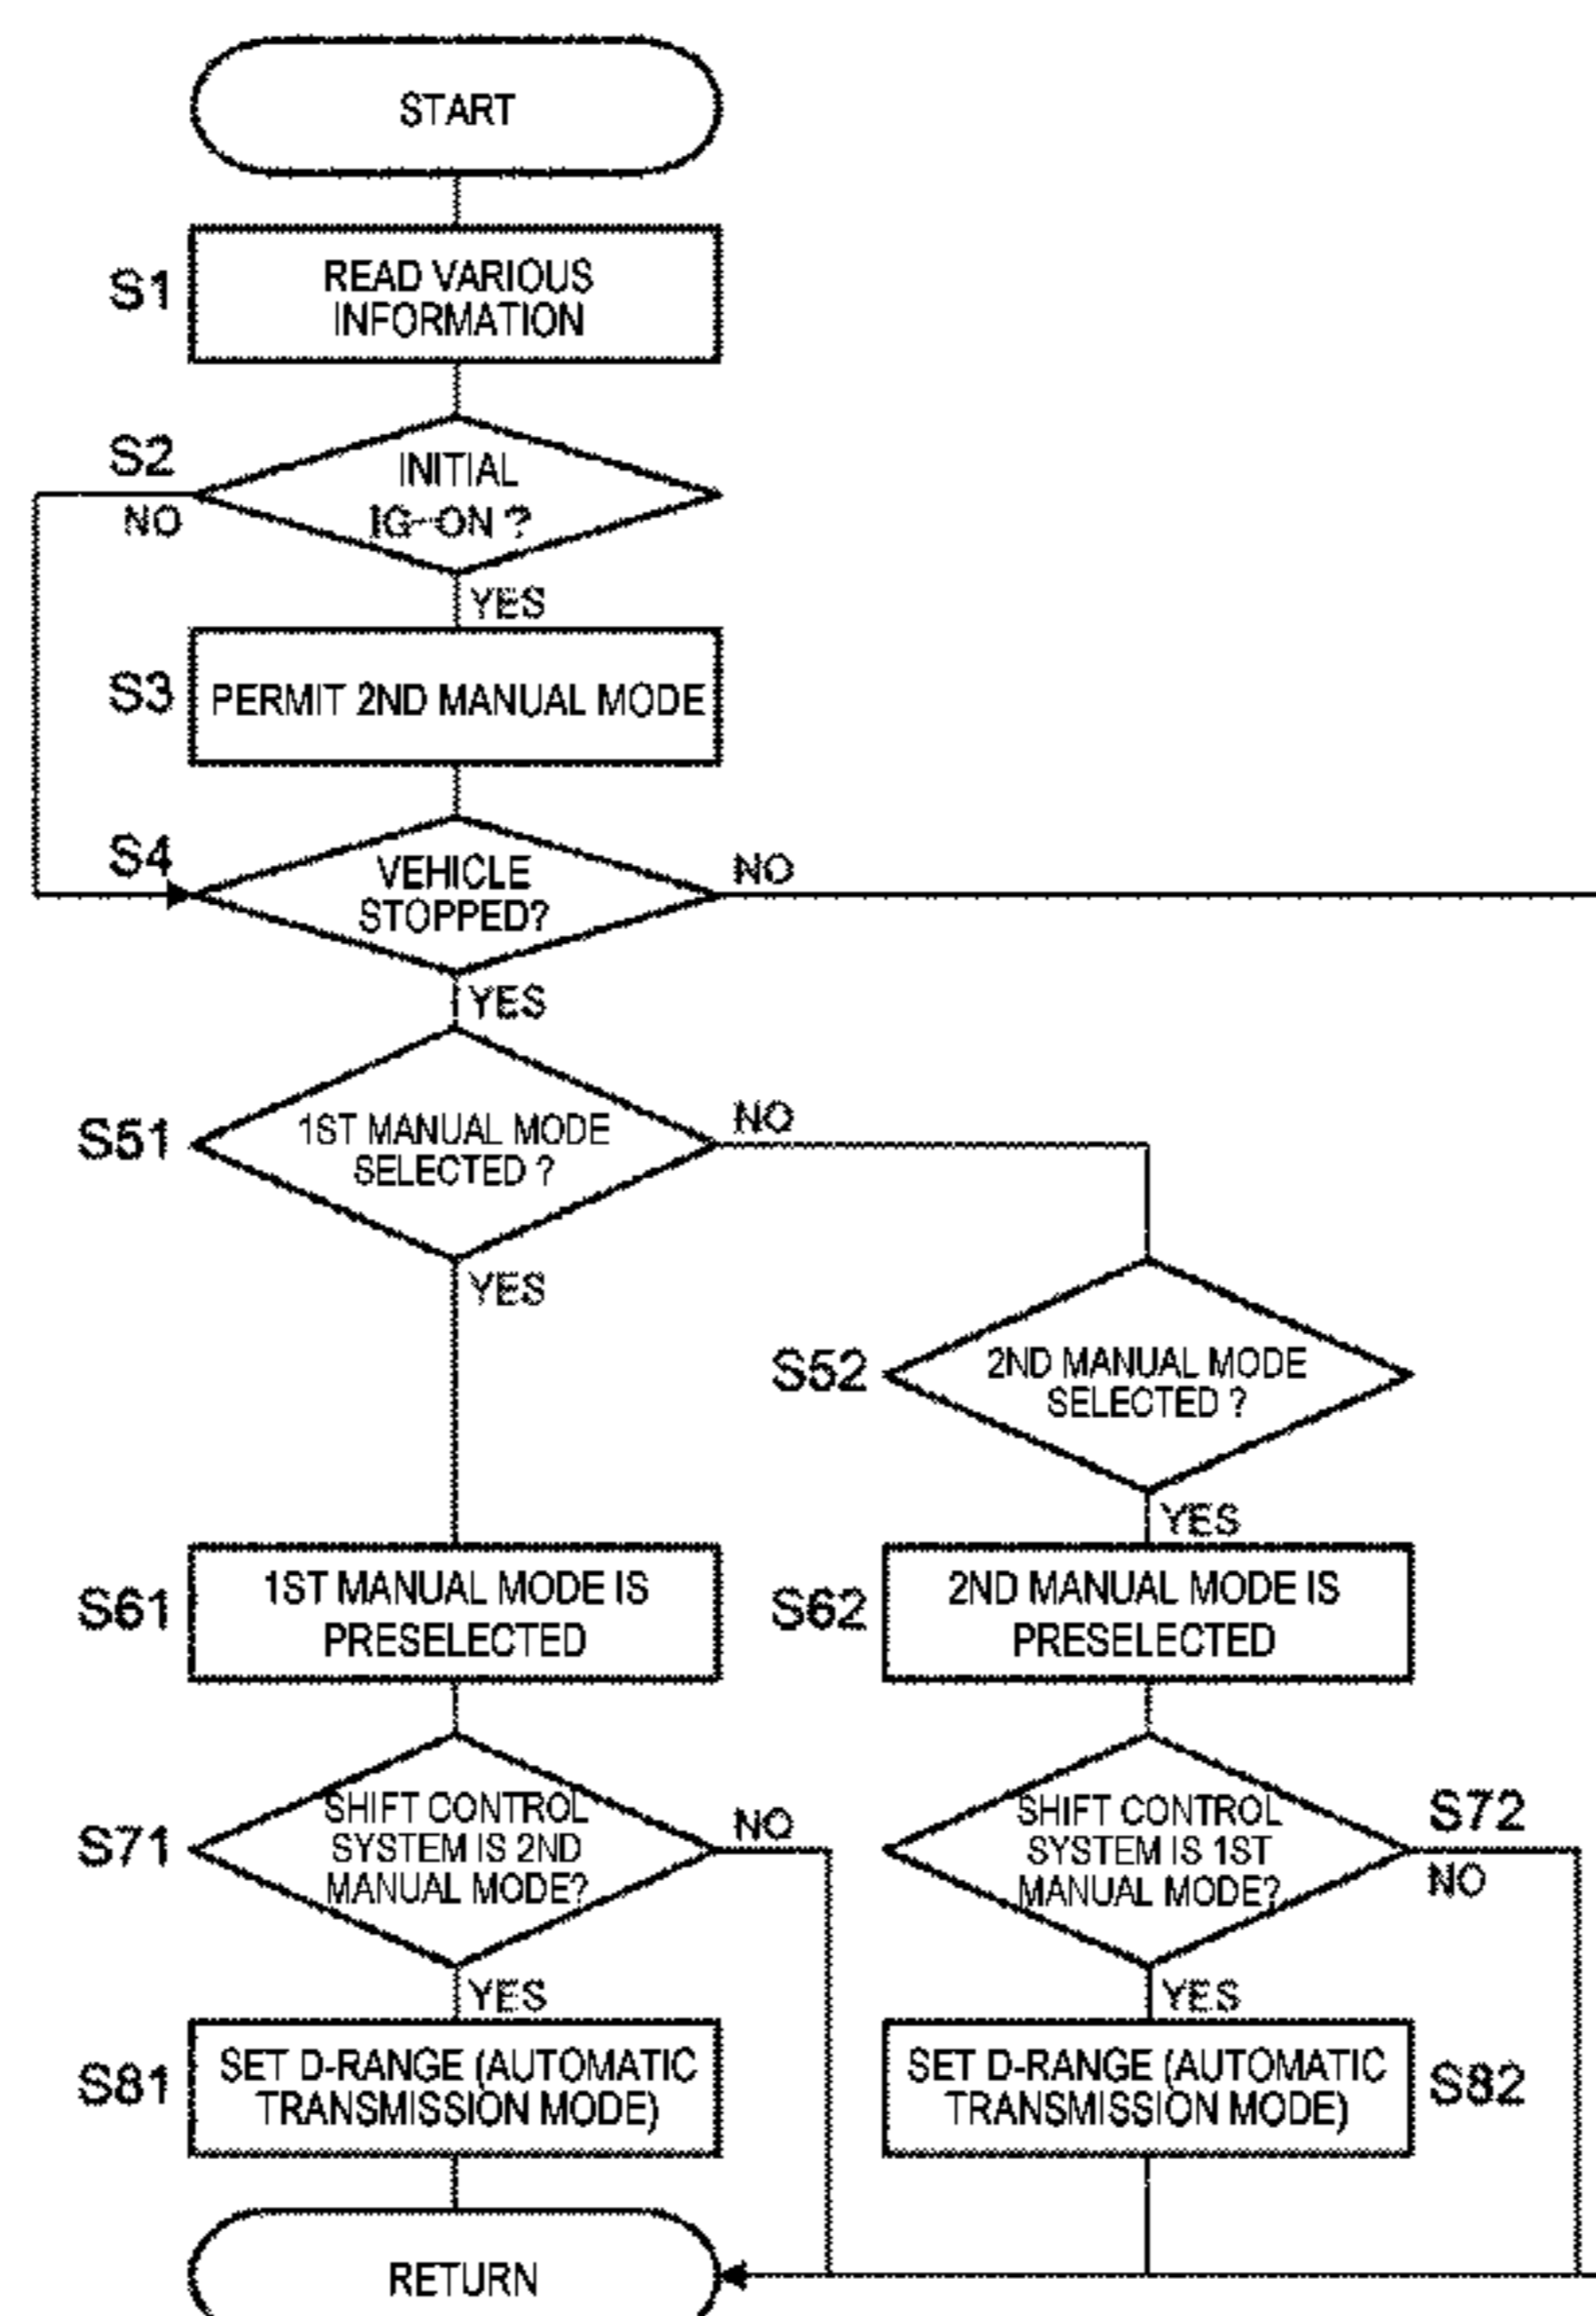 START
S1
READ VARIOUS
INFORMATION
S2
INITIAL
IG-ON ?
NO
YES
S3
PERMIT 2ND MANUAL MODE
S4
VEHICLE
STOPPED?
NO
YES
S51
1ST MANUAL MODE
SELECTED ?
NO
YES
S52
2ND MANUAL MODE
SELECTED ?
YES
S61
1ST MANUAL MODE IS
PRESELECTED
S62
2ND MANUAL MODE IS
PRESELECTED
S71
SHIFT CONTROL
SYSTEM IS 2ND
MANUAL MODE?
NO
YES
SHIFT CONTROL
SYSTEM IS 1ST
MANUAL MODE?
S72
NO
YES
S81
SET D-RANGE (AUTOMATIC
TRANSMISSION MODE)
SET D-RANGE (AUTOMATIC
TRANSMISSION MODE)
S82
RETURN